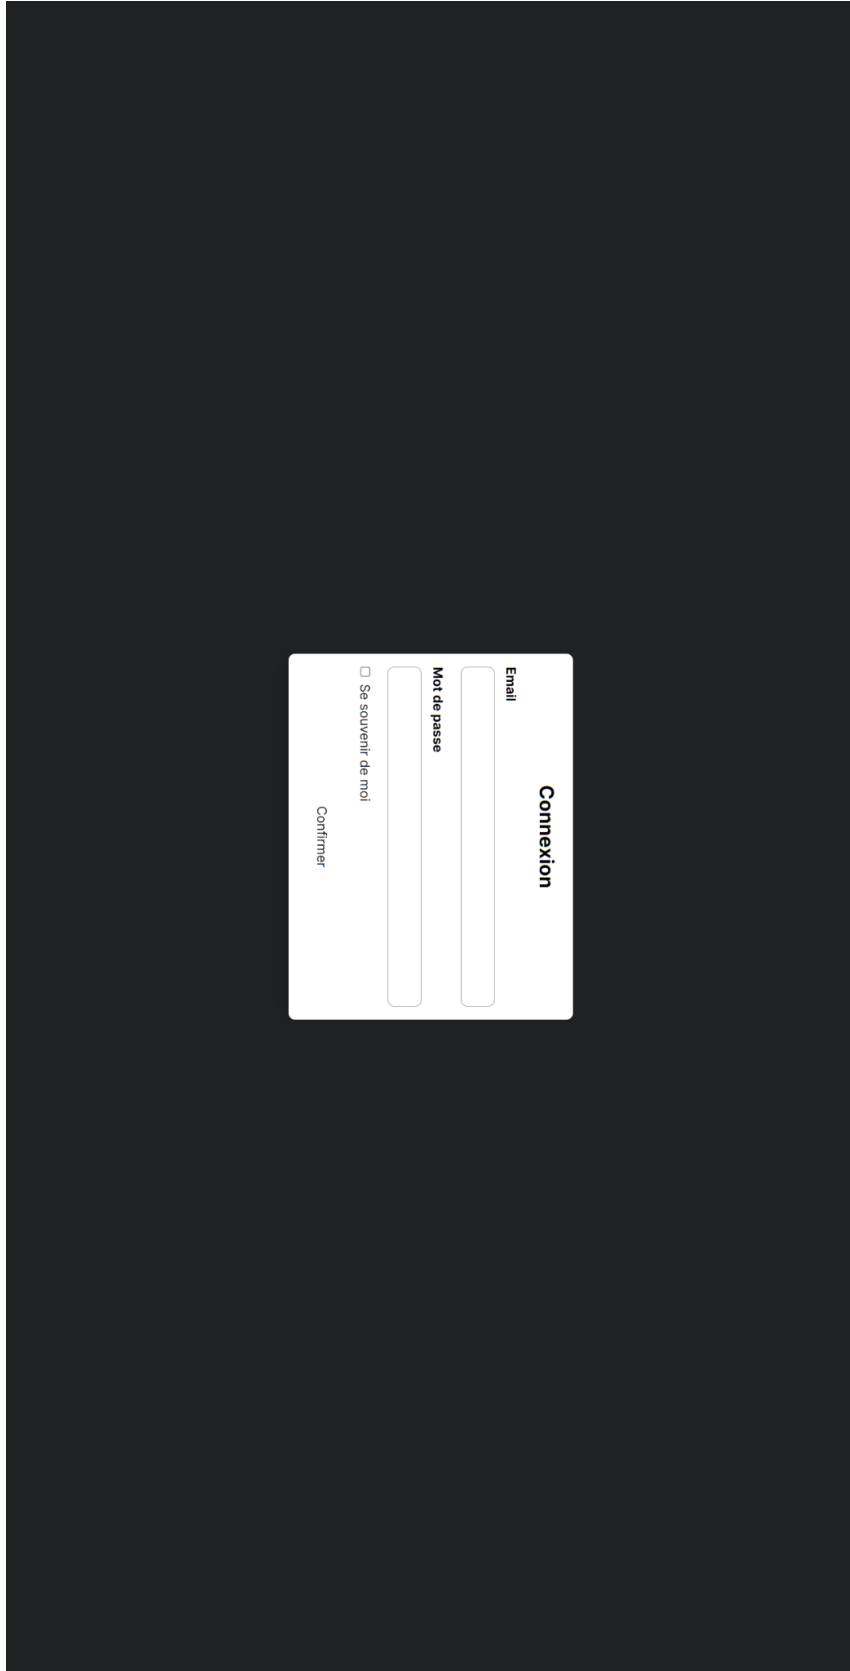 Connexion
Email
Mot de passe
Se souvenir de moi
Confirmer